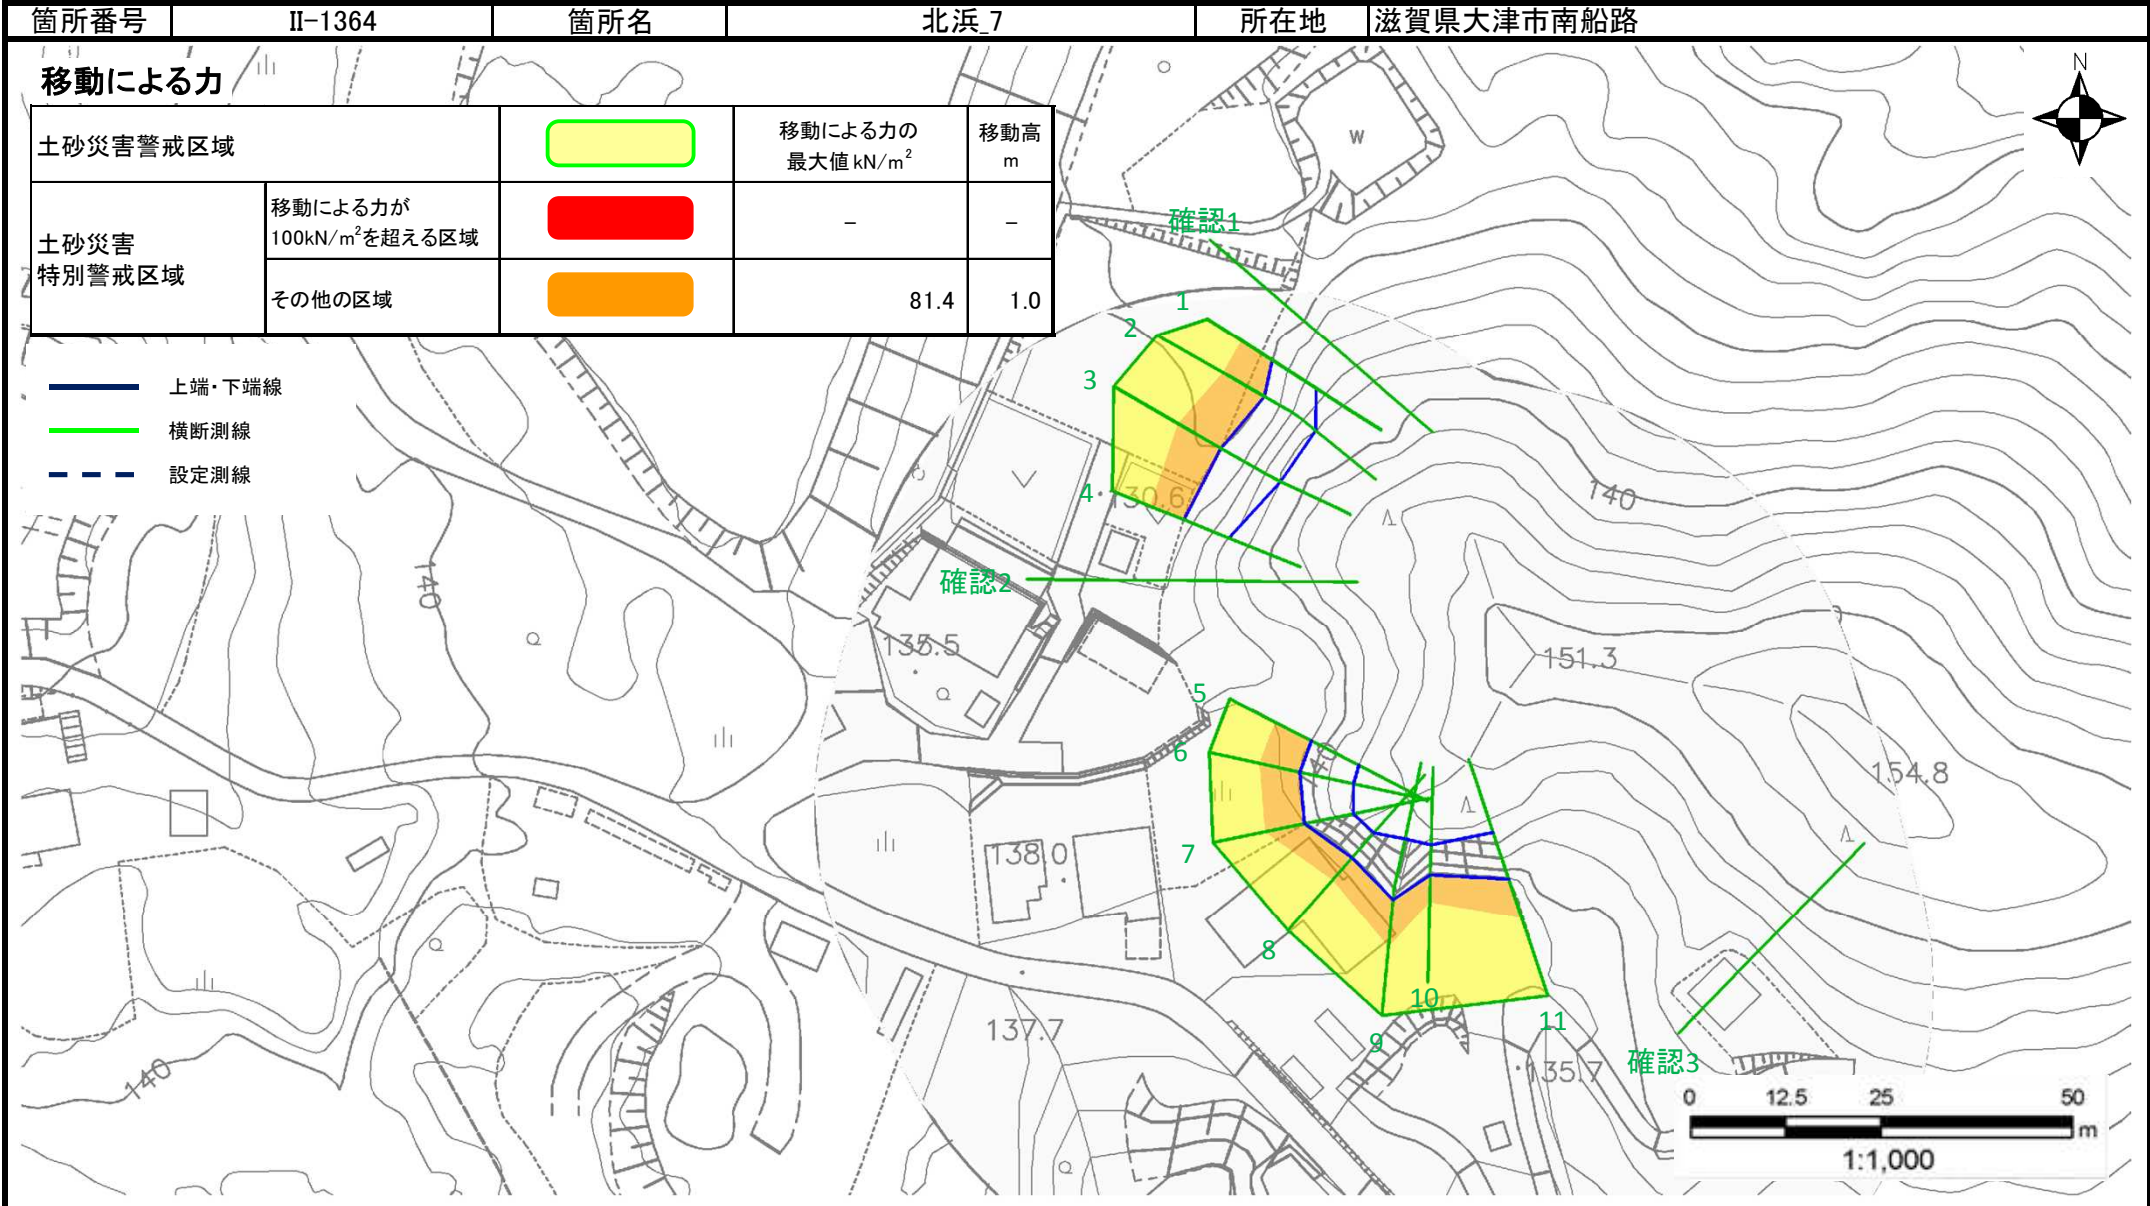 箇所番号 II-1364 箇所名 北浜_7 所在地 滋賀県大津市南船路
移動による力
土砂災害警戒区域
移動による力の
最大値kN/m²
移動高
m
土砂災害
特別警戒区域
移動による力が
100kN/m²を超える区域
－ －
その他の区域
81.4 1.0
上端・下端線
横断測線
設定測線
N
W
確認1
1
2
3
4
130.6
140
確認2
140
135.5
151.3
5
6
140
154.8
7
138.0
8
10
137.7
9
11
135.7
確認3
140
0 12.5 25 50
m
1:1,000